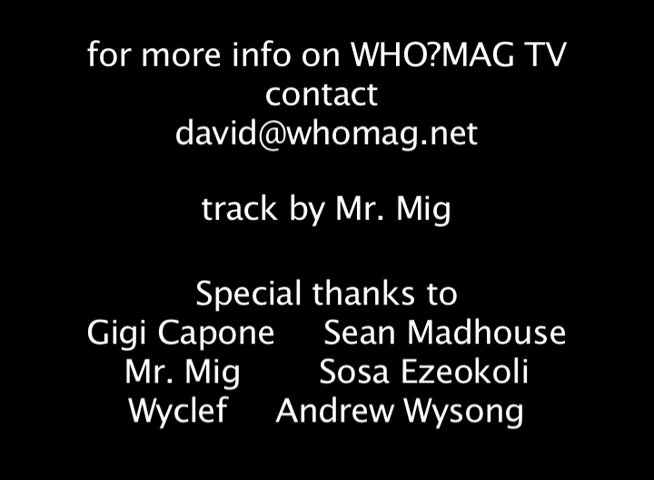 for more info on WHO?MAG TV
contact
david@whomag.net
track by Mr. Mig
Special thanks to
Gigi Capone Sean Madhouse
Mr. Mig Sosa Ezeokoli
Wyclef Andrew Wysong